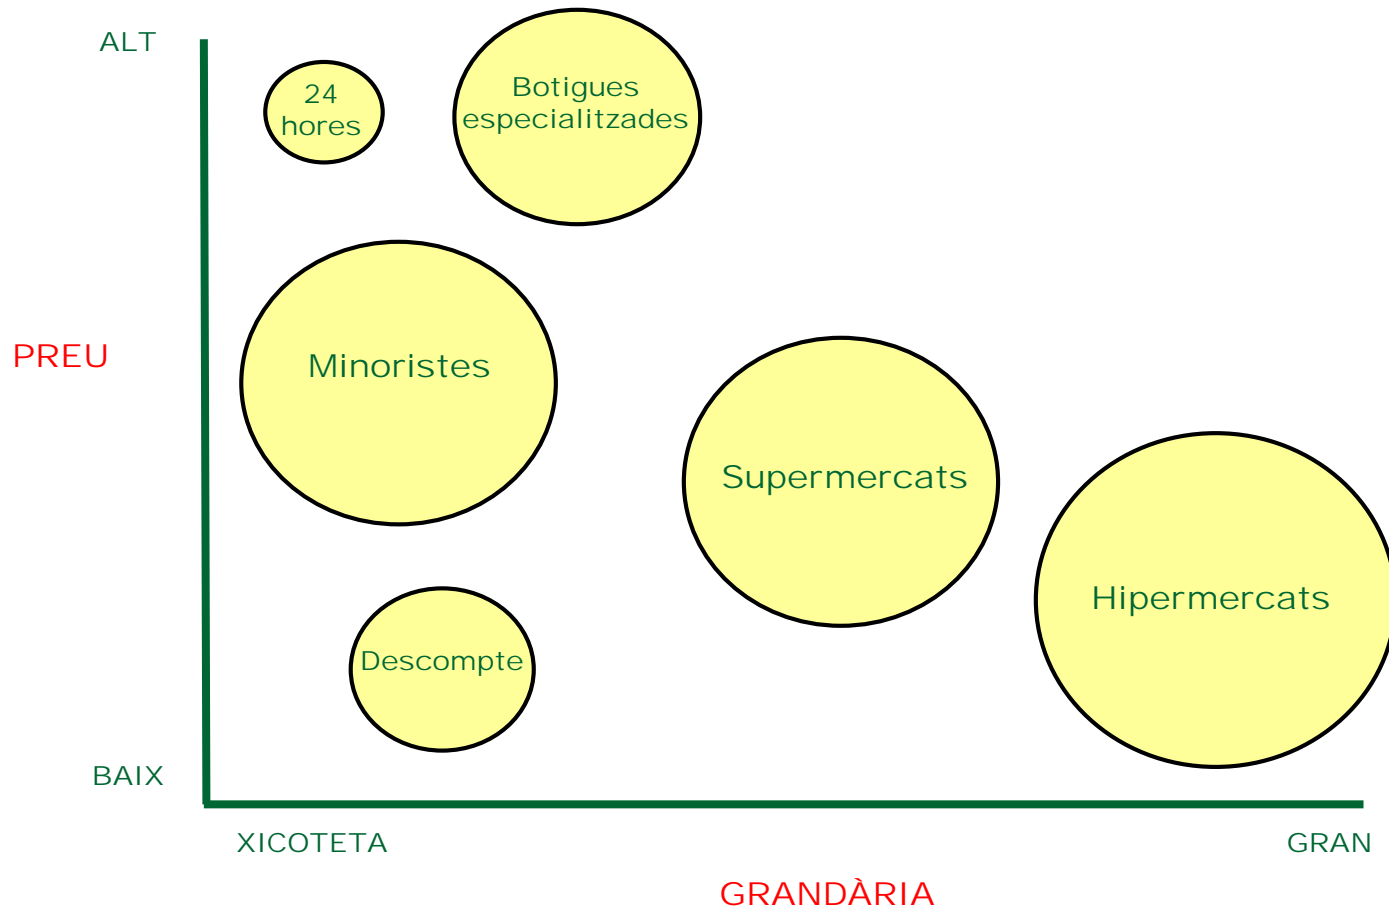 ALT
24
hores
Botigues
especialitzades
PREU
Minoristes
Supermercats
Hipermercats
Descompte
BAIX
XICOTETA
GRAN
GRANDÀRIA